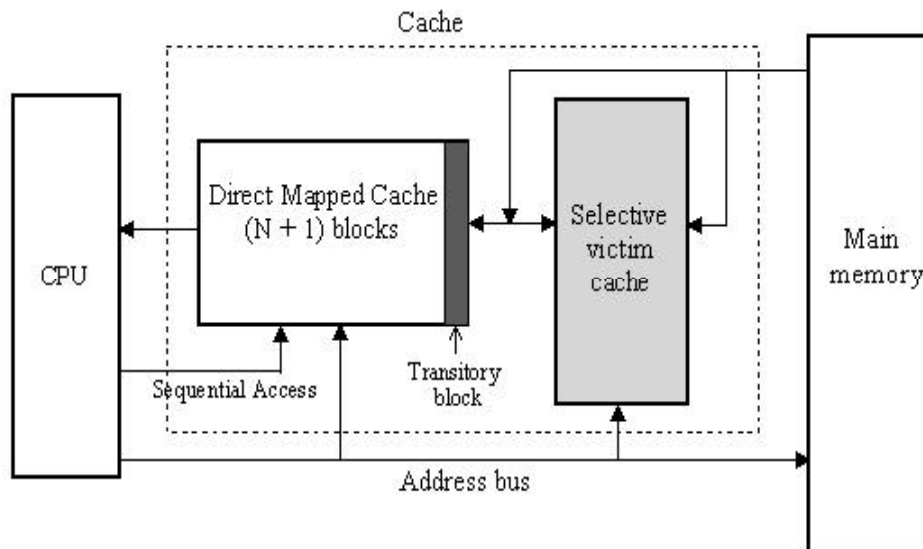 Cache
Direct Mapped Cache
(N + 1) blocks
Selective
victim
cache
Main
memory
CPU
Sequential Access
Transitory
block
Address bus